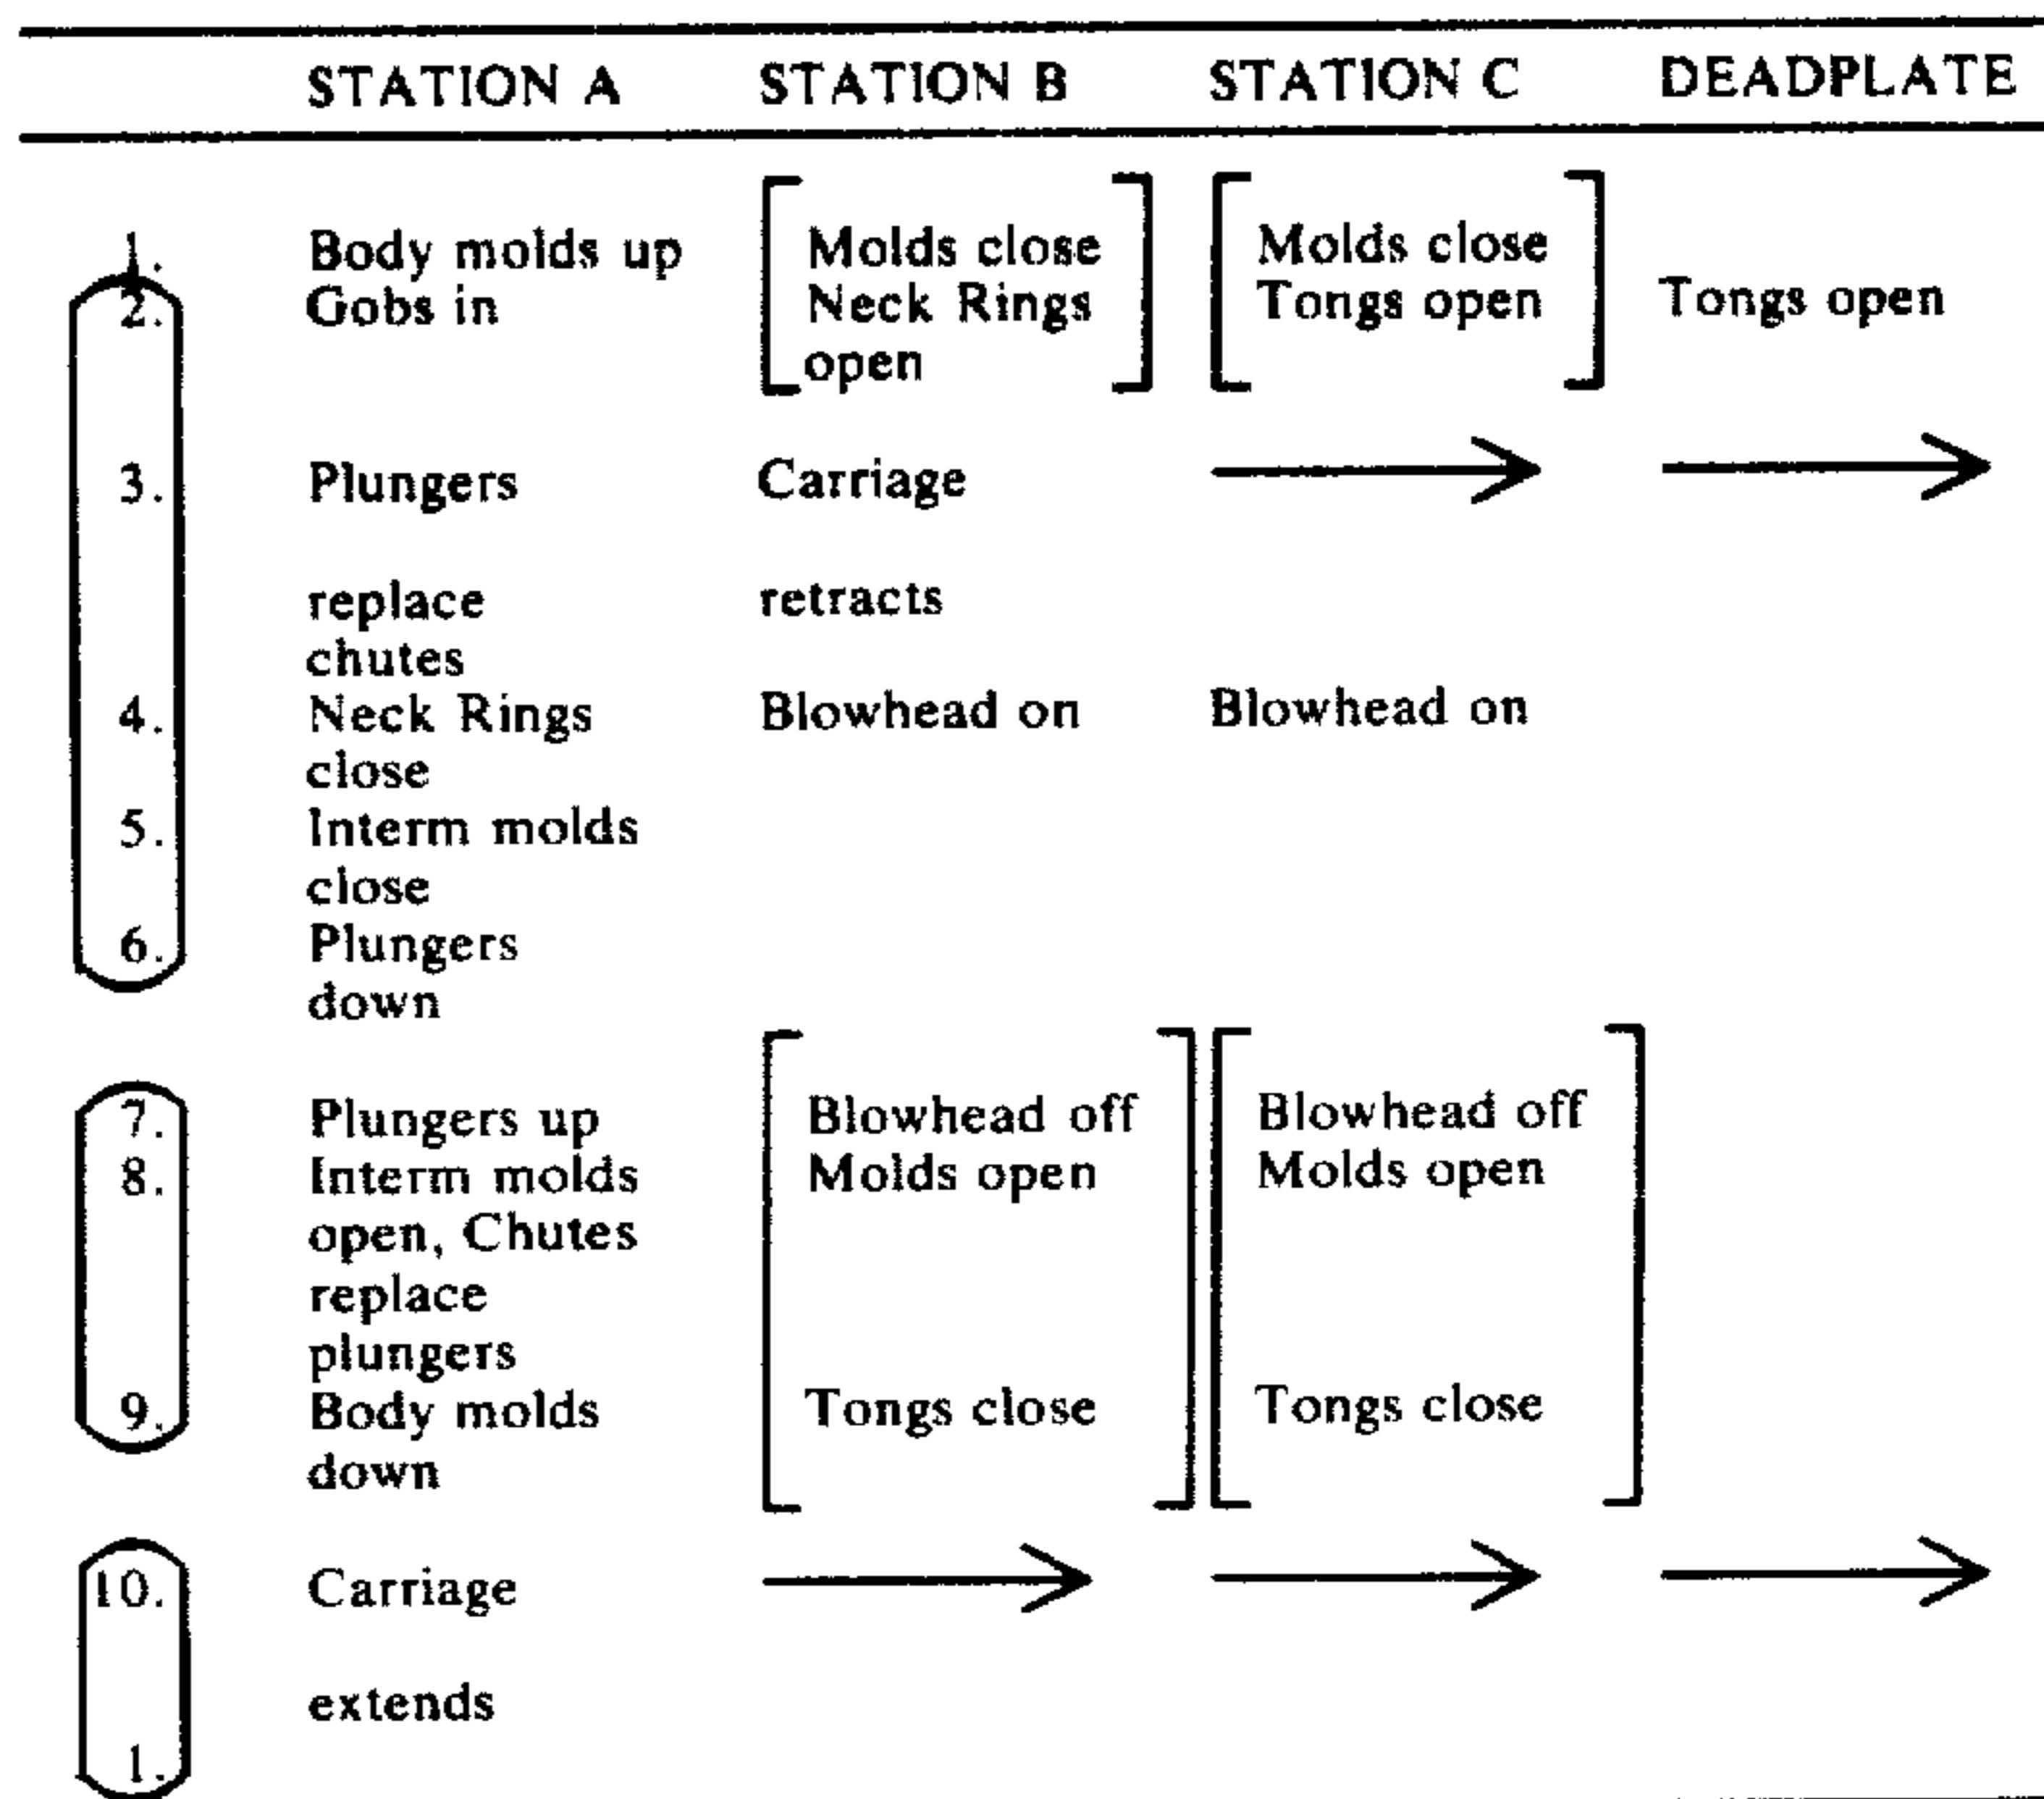 STATION A STATION B STATION C DEADPLATE
1. Body molds up Molds close Molds close
2. Gobs in Neck Rings Tongs open Tongs open
open
3. Plungers Carriage
replace retracts
chutes
4. Neck Rings Blowhead on Blowhead on
close
5. Interm molds
close
6. Plungers
down
7. Plungers up Blowhead off Blowhead off
8. Interm molds Molds open Molds open
open, Chutes
replace
plungers
9. Body molds Tongs close Tongs close
down
10. Carriage
extends
1.